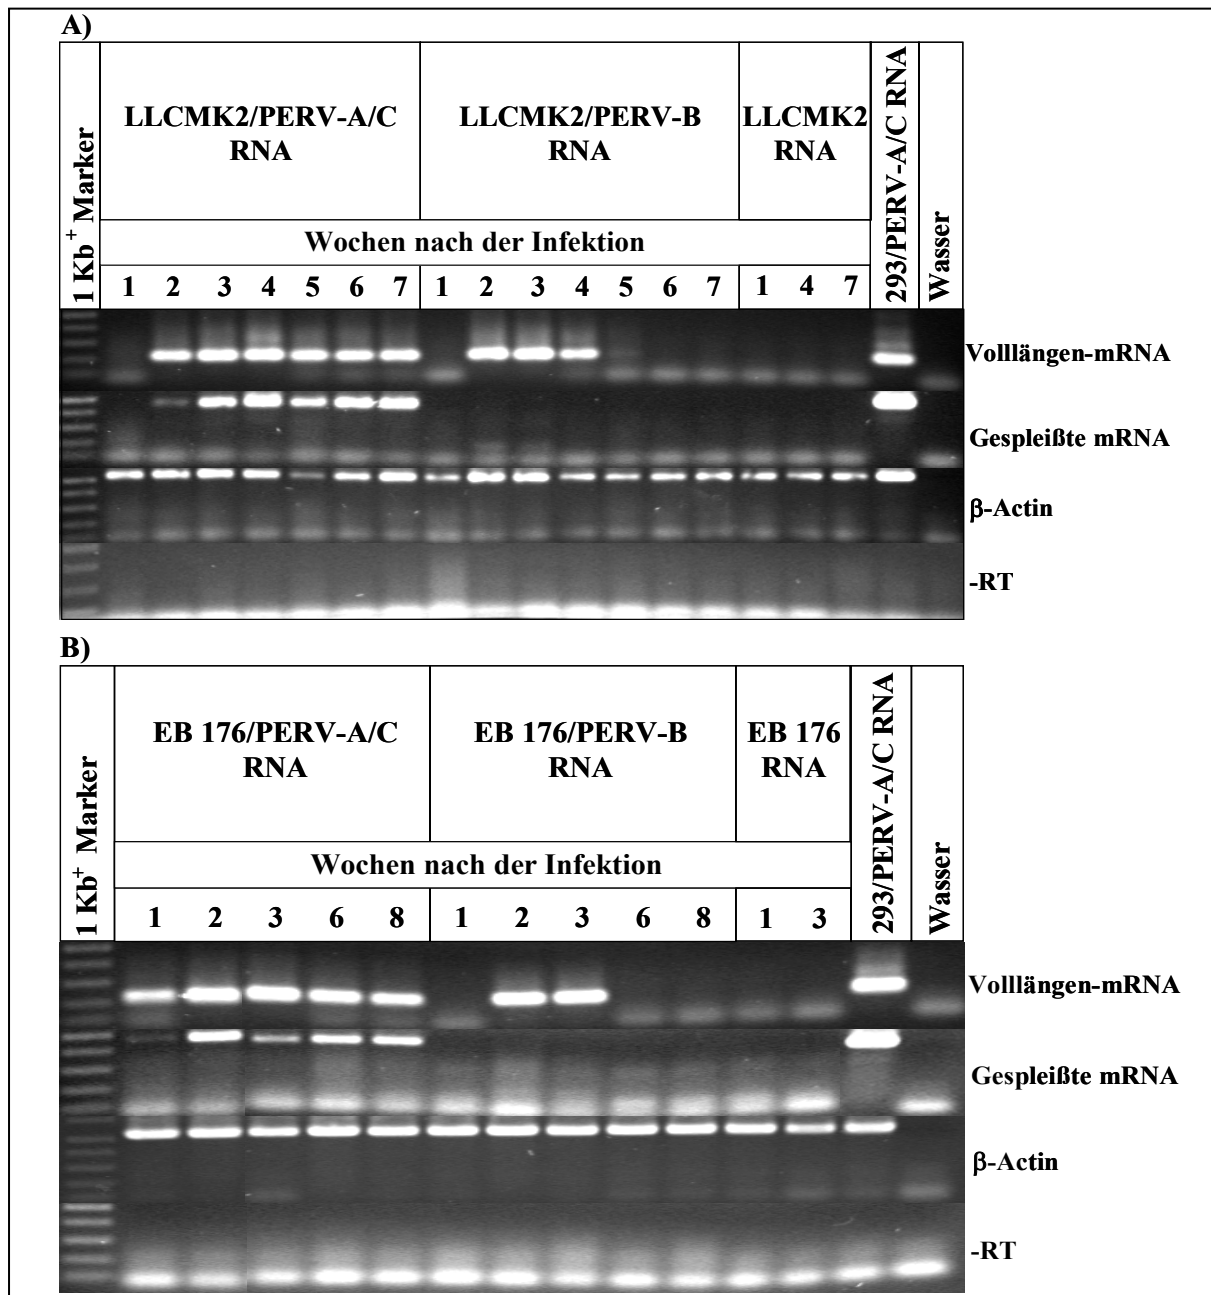 A)
1 Kb+ Marker
LLCMK2/PERV-A/C
RNA
LLCMK2/PERV-B
RNA
LLCMK2
RNA
293/PERV-A/C RNA
Wasser
Wochen nach der Infektion
1 2 3 4 5 6 7 1 2 3 4 5 6 7 1 4 7
Volllängen-mRNA
Gespleißte mRNA
β-Actin
-RT
B)
1 Kb+ Marker
EB 176/PERV-A/C
RNA
EB 176/PERV-B
RNA
EB 176
RNA
293/PERV-A/C RNA
Wasser
Wochen nach der Infektion
1 2 3 6 8 1 2 3 6 8 1 3
Volllängen-mRNA
Gespleißte mRNA
β-Actin
-RT